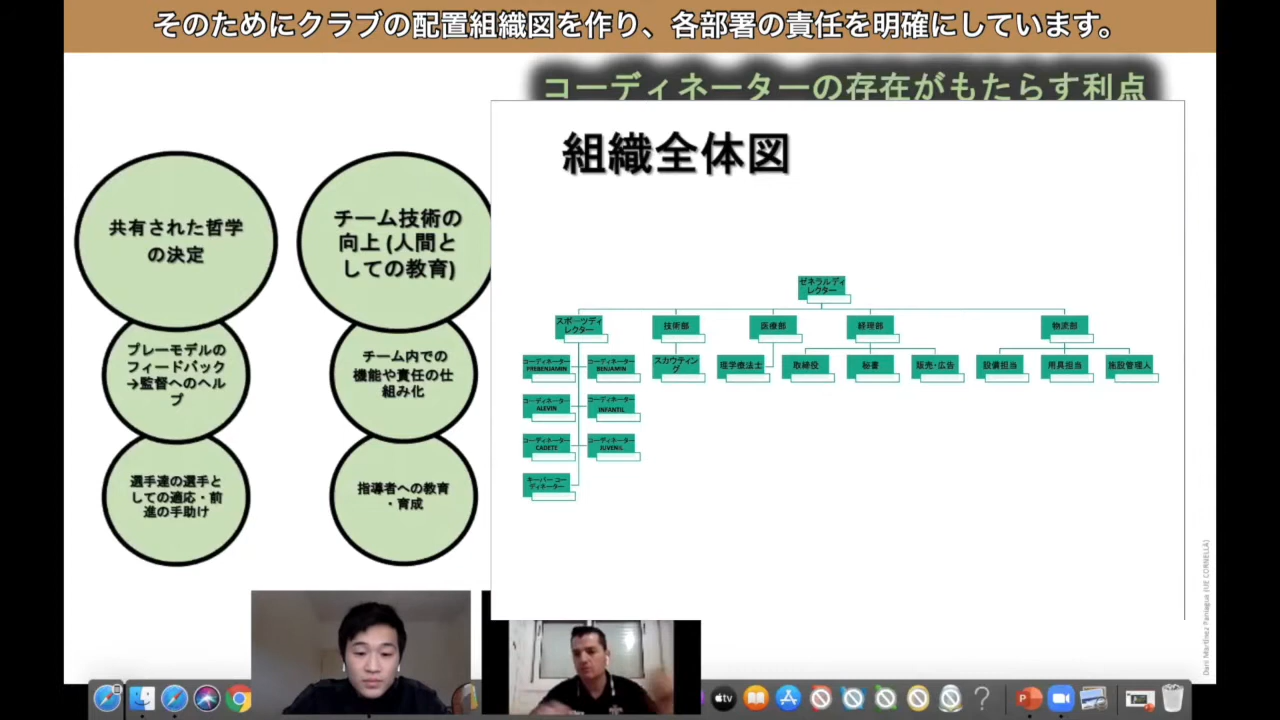 そのためにクラブの配置組織図を作り、各部署の責任を明確にしています。
コーディネーターの存在がもたらす利点
共有された哲学
の決定
チーム技術の
向上 (人間と
しての教育)
プレーモデルの
フィードバック
→監督へのヘル
プ
チーム内での
機能や責任の仕
組み化
選手達の選手と
しての適応・前
進の手助け
指導者への教育
・育成
組織全体図
ゼネラルディ
レクター
スポーツディ
レクター
技術部
医療部
経理部
物流部
コーディネーター
PREBENJAMIN
コーディネーター
BENJAMIN
スカウティン
グ
理学療法士
取締役
秘書
販売・広告
設備担当
用具担当
施設管理人
コーディネーター
ALEVIN
コーディネーター
INFANTIL
コーディネーター
CADETE
コーディネーター
JUVENIL
キーパー コー
ディネーター
Dani Martínez Paniagua (UE CORNELLÀ)
tv